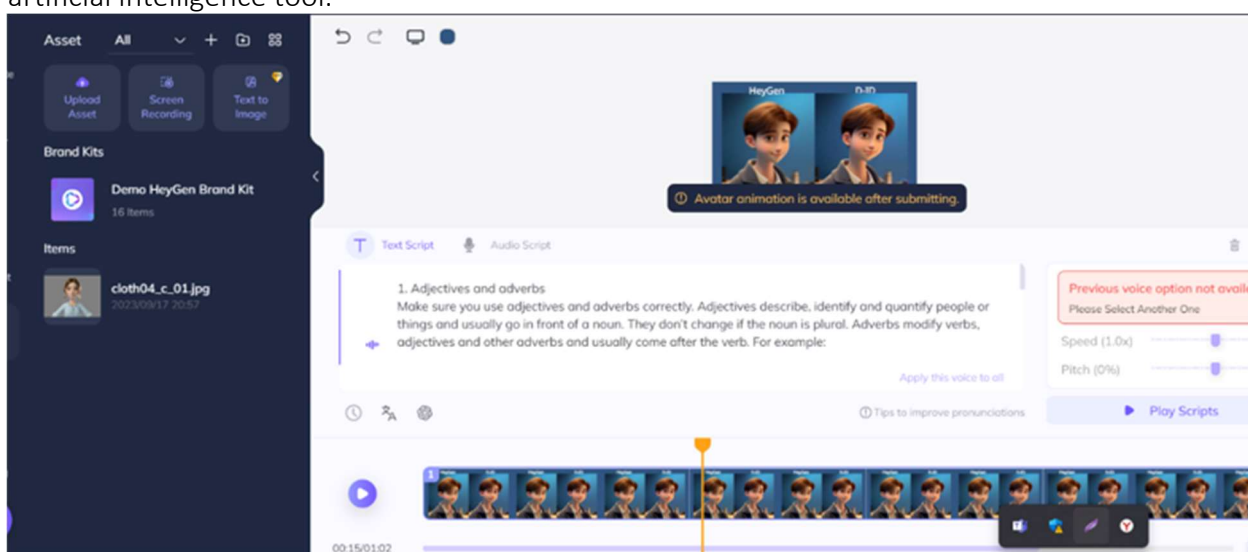 artificial intelligence tool.
Asset All
Upload
Asset
Screen
Recording
Text to
Image
Brand Kits
Demo HeyGen Brand Kit
16 Items
Items
cloth04_c_01.jpg
2023/09/17 20:57
HeyGen D-ID
Avatar animation is available after submitting.
Text Script Audio Script
1. Adjectives and adverbs
Make sure you use adjectives and adverbs correctly. Adjectives describe, identify and quantify people or
things and usually go in front of a noun. They don't change if the noun is plural. Adverbs modify verbs,
adjectives and other adverbs and usually come after the verb. For example:
Apply this voice to all
Tips to improve pronunciations
Previous voice option not availa
Please Select Another One
Speed (1.0x)
Pitch (0%)
Play Scripts
1
00:15/01:02